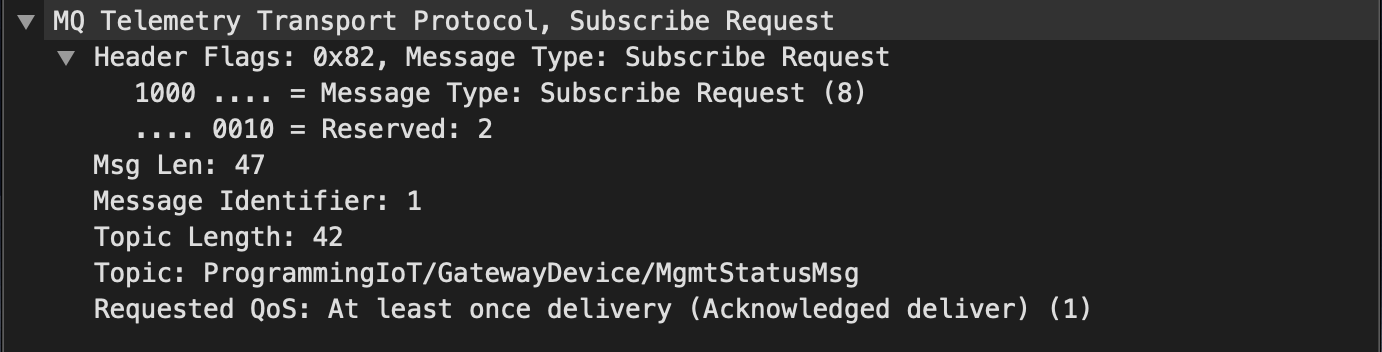 MQ Telemetry Transport Protocol, Subscribe Request
Header Flags: 0x82, Message Type: Subscribe Request
1000 .... = Message Type: Subscribe Request (8)
.... 0010 = Reserved: 2
Msg Len: 47
Message Identifier: 1
Topic Length: 42
Topic: ProgrammingIoT/GatewayDevice/MgmtStatusMsg
Requested QoS: At least once delivery (Acknowledged deliver) (1)